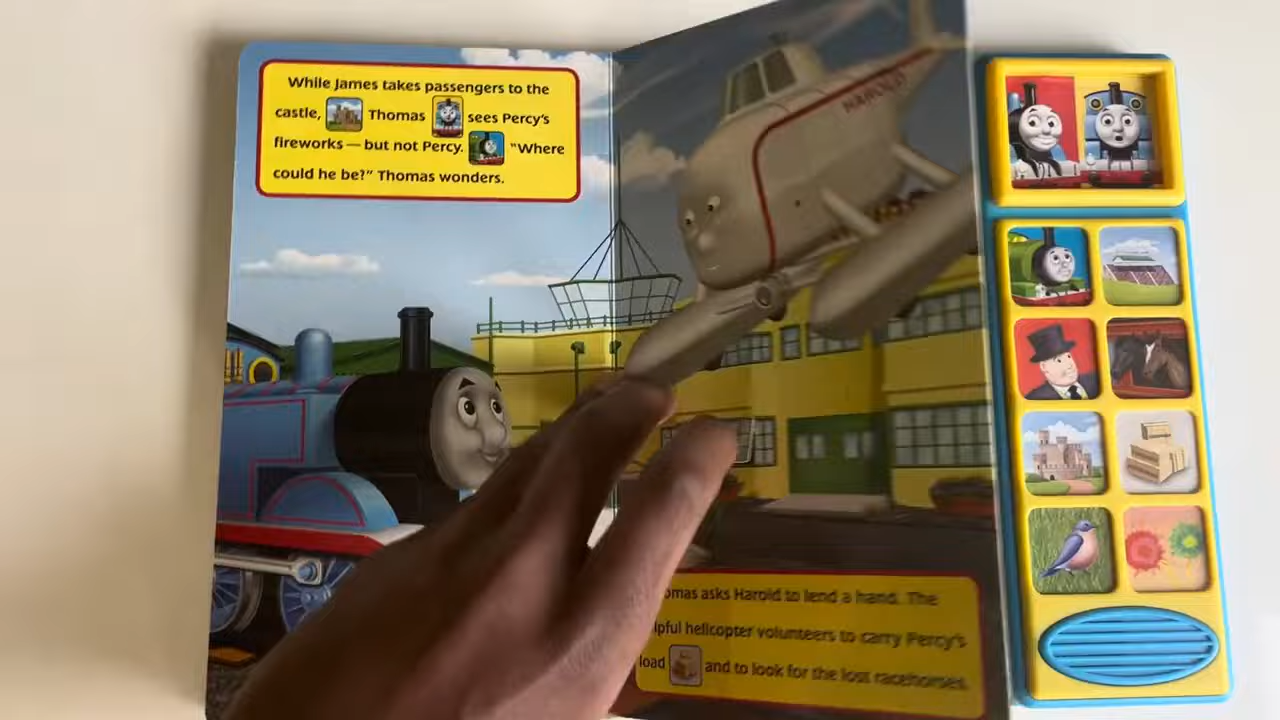 While James takes passengers to the
castle, Thomas sees Percy's
fireworks — but not Percy. "Where
could he be?" Thomas wonders.
HAROLD
asks Harold to lend a hand. The
helicopter volunteers to carry Percy's
load and to look for the lost racehorses.